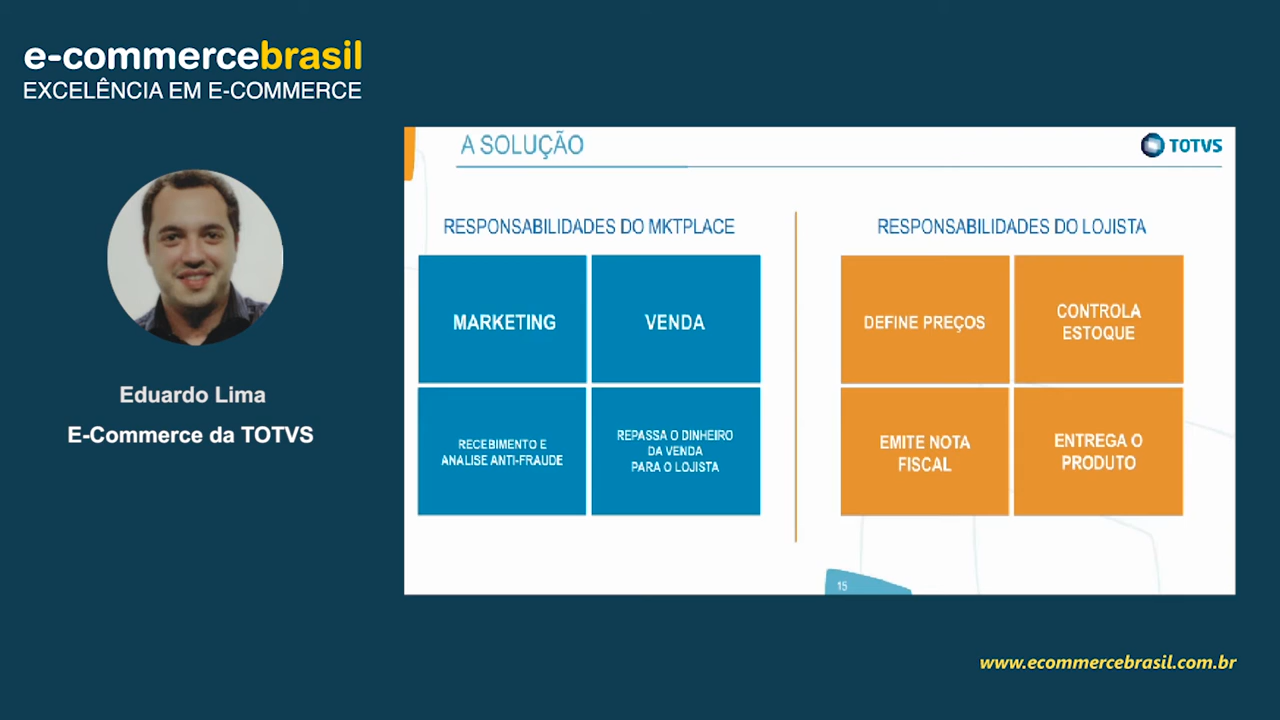 e-commercebrasil
EXCELÊNCIA EM E-COMMERCE
Eduardo Lima
E-Commerce da TOTVS
A SOLUÇÃO
TOTVS
RESPONSABILIDADES DO MKTPLACE
MARKETING
VENDA
RECEBIMENTO E
ANALISE ANTI-FRAUDE
REPASSA O DINHEIRO
DA VENDA
PARA O LOJISTA
RESPONSABILIDADES DO LOJISTA
DEFINE PREÇOS
CONTROLA
ESTOQUE
EMITE NOTA
FISCAL
ENTREGA O
PRODUTO
15
www.ecommercebrasil.com.br